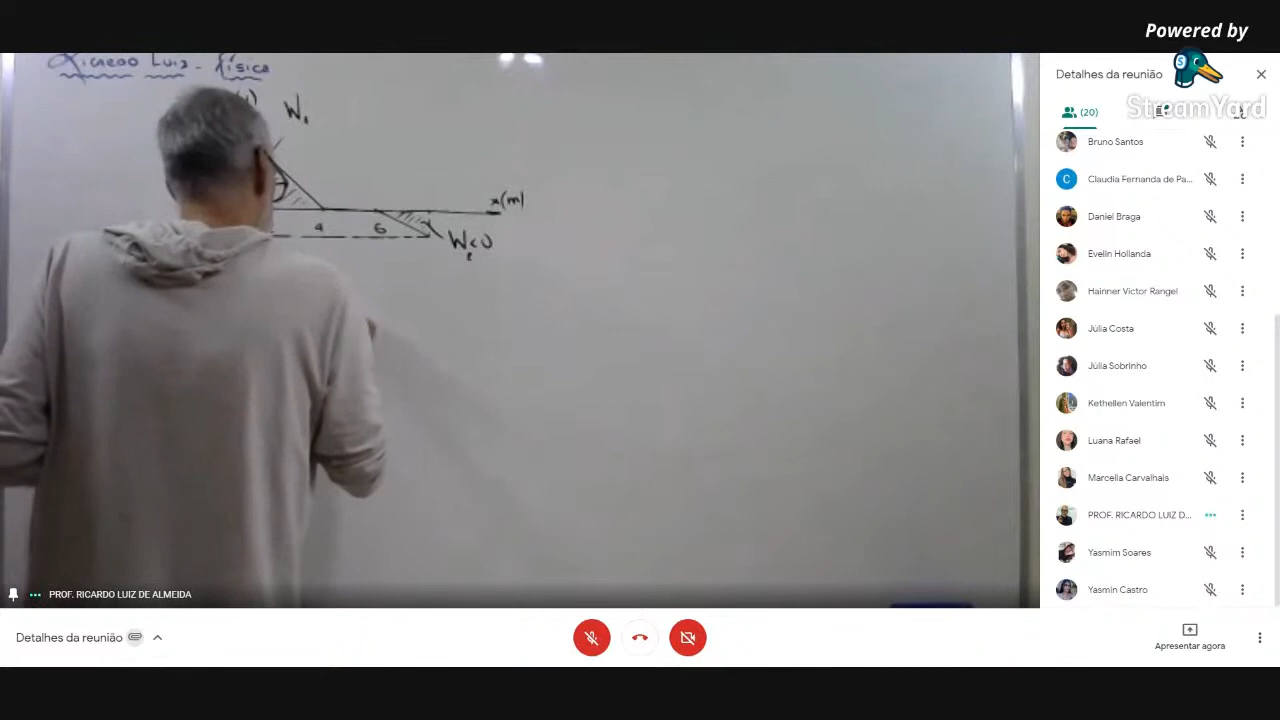 Powered by
StreamYard
Ricardo Luiz - Física
W₁
x(m)
4
6
W₂<0
PROF. RICARDO LUIZ DE ALMEIDA
Detalhes da reunião
(20)
Bruno Santos
Claudia Fernanda de Pa...
Daniel Braga
Evelin Hollanda
Hainner Victor Rangel
Júlia Costa
Júlia Sobrinho
Kethellen Valentim
Luana Rafael
Marcella Carvalhais
PROF. RICARDO LUIZ D...
Yasmim Soares
Yasmin Castro
Detalhes da reunião
Apresentar agora